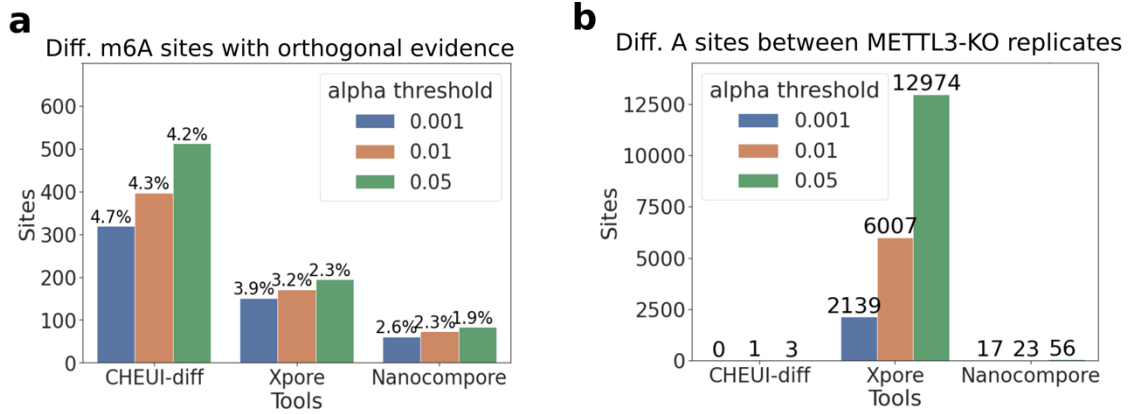 a
Diff. m6A sites with orthogonal evidence
alpha threshold
0.001
0.01
0.05
600
500
400
300
200
100
0
Sites
4.7%
4.3%
4.2%
3.9%
3.2%
2.3%
2.6%
2.3%
1.9%
CHEUI-diff
Xpore
Nanocompore
Tools
b
Diff. A sites between METTL3-KO replicates
alpha threshold
0.001
0.01
0.05
12500
10000
7500
5000
2500
0
Sites
0
1
3
2139
6007
12974
17
23
56
CHEUI-diff
Xpore
Nanocompore
Tools